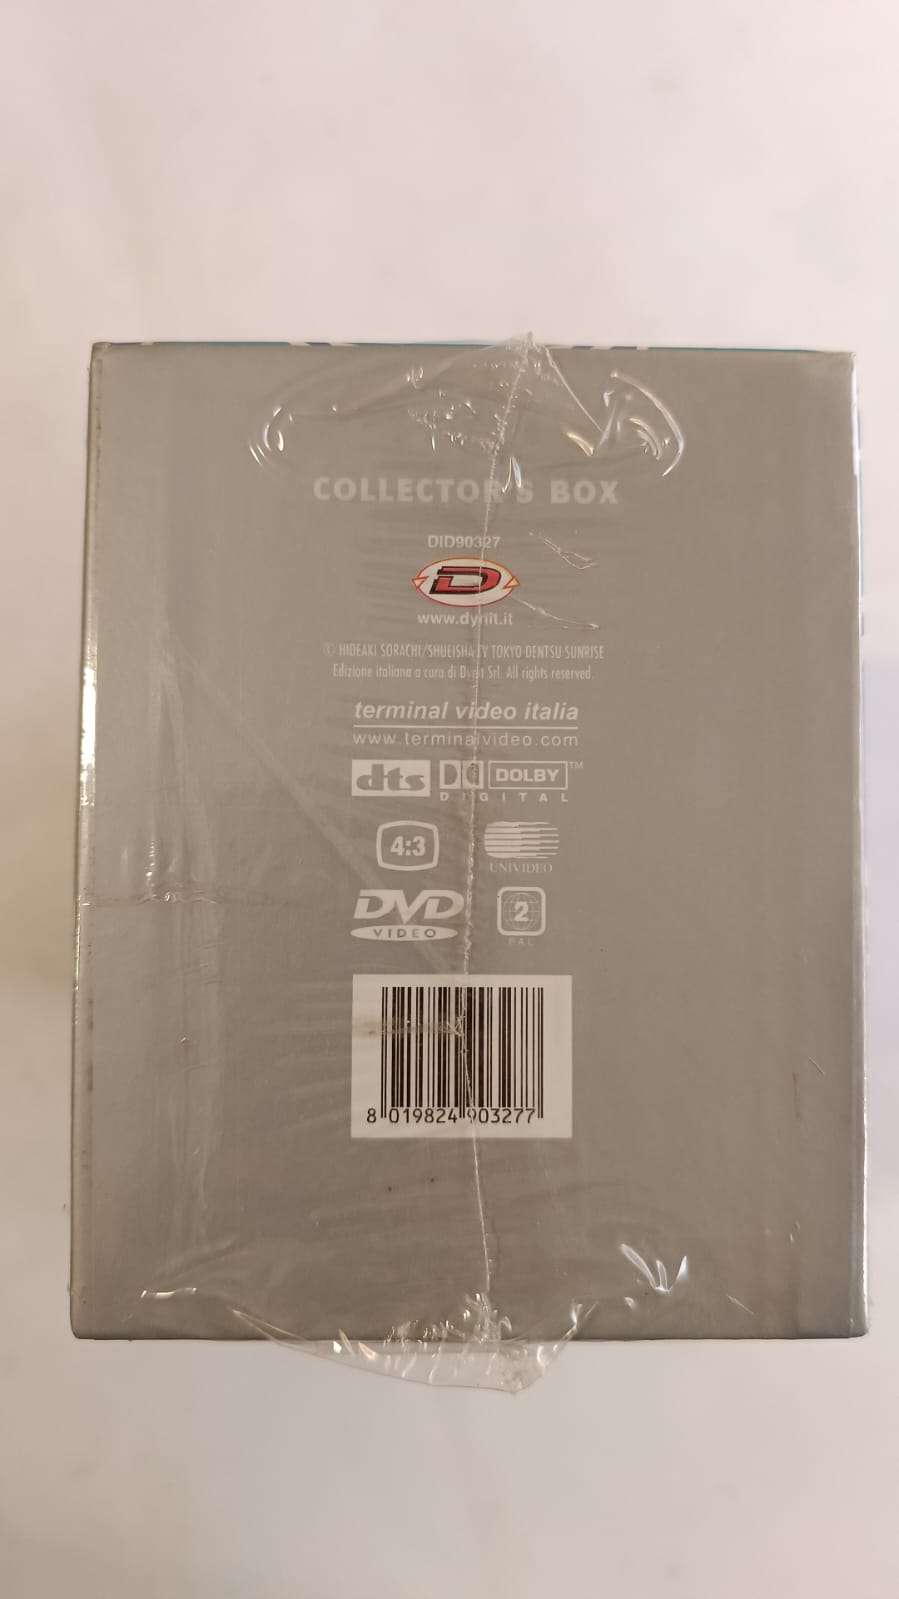 COLLECTOR'S BOX
DID90327
D
www.dynit.it
© HIDEAKI SORACHI/SHUEISHA·TV TOKYO·DENTSU·SUNRISE
Edizione italiana a cura di Dynit Srl. All rights reserved.
terminal video italia
www.terminalvideo.com
dts DOLBY™
DIGITAL
4:3 UNIVIDEO
DVD 2
VIDEO PAL
8 019824 903277